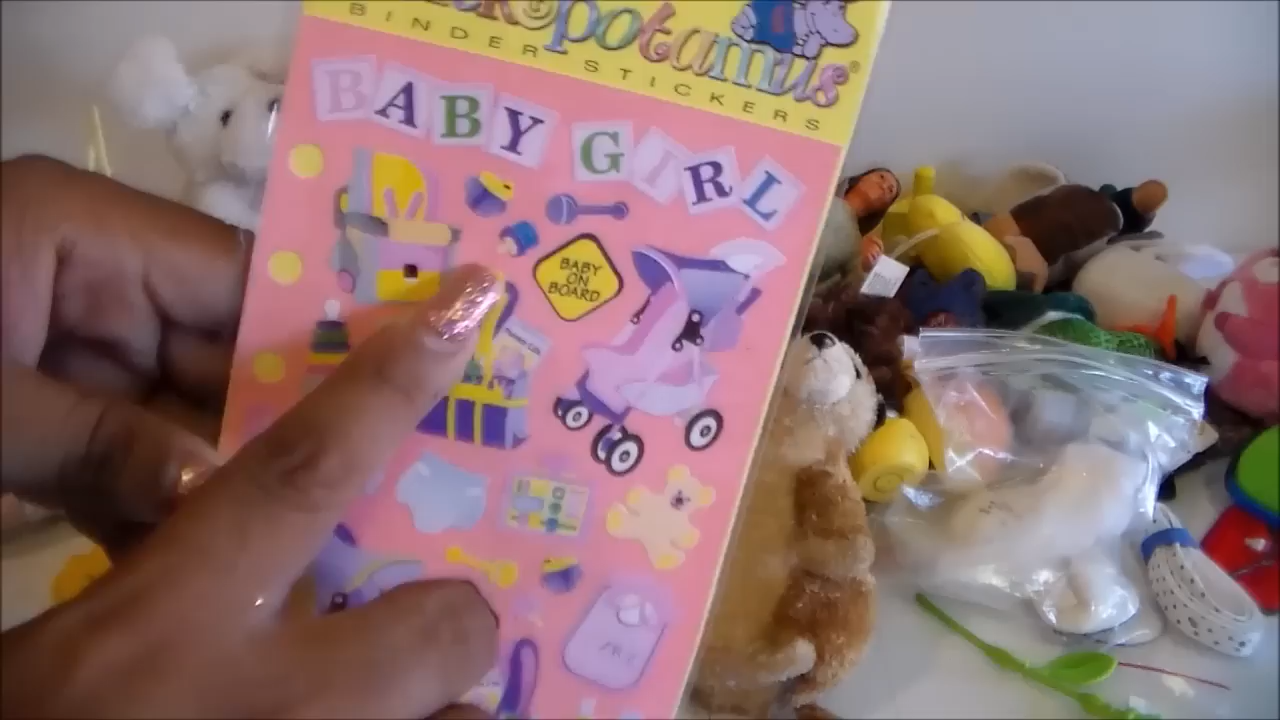 potamus®
BINDER STICKERS
BABY GIRL
BABY
ON
BOARD